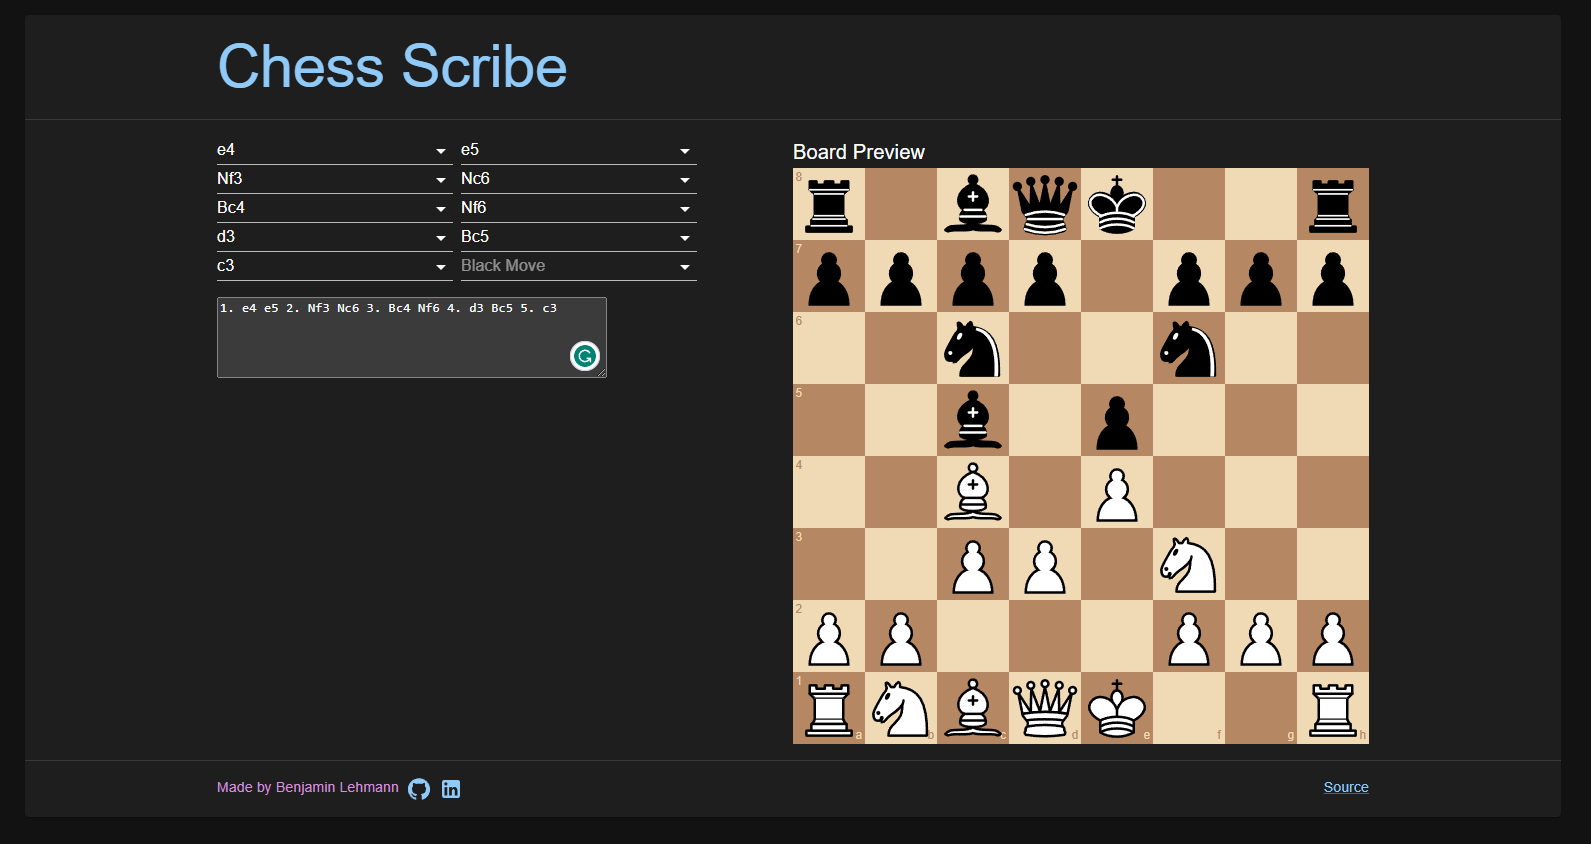 Chess Scribe
e4 e5
Nf3 Nc6
Bc4 Nf6
d3 Bc5
c3 Black Move
1. e4 e5 2. Nf3 Nc6 3. Bc4 Nf6 4. d3 Bc5 5. c3
Board Preview
8
7
6
5
4
3
2
1
a b c d e f g h
Made by Benjamin Lehmann
Source